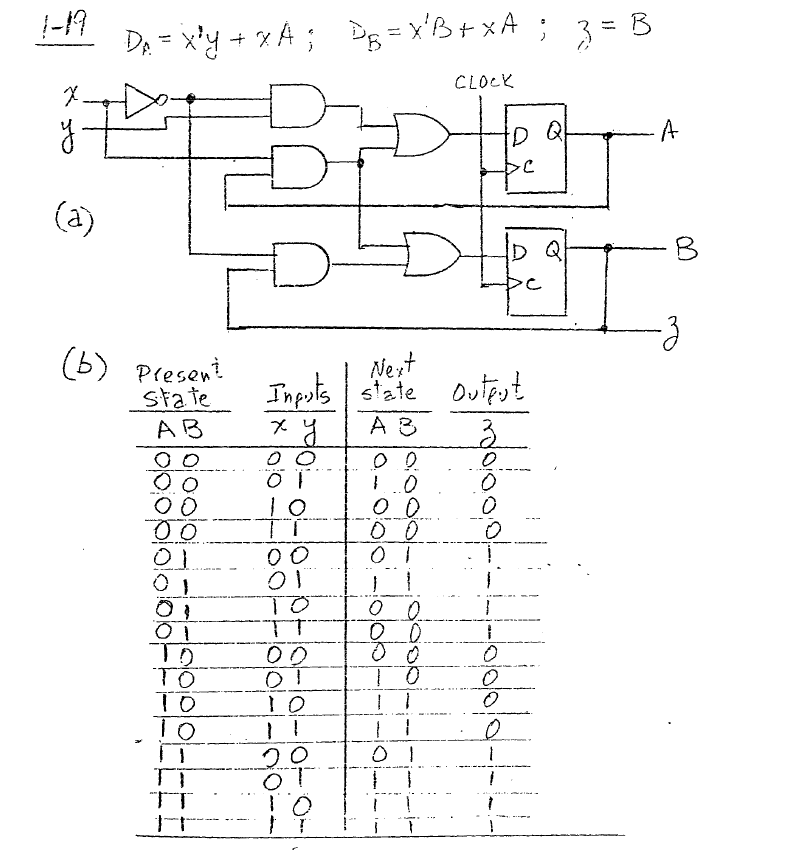 1-19 D_A = x'y + xA ; D_B = x'B + xA ; z = B
CLOCK
x
y
D Q A
C
(a)
D Q B
C
z
(b) Present Next
state Inputs state Output
A B x y A B z
0 0 0 0 0 0 0
0 0 0 1 1 0 0
0 0 1 0 0 0 0
0 0 1 1 0 0 0
0 1 0 0 0 1 1
0 1 0 1 1 1 1
0 1 1 0 0 0 1
0 1 1 1 0 0 1
1 0 0 0 0 0 0
1 0 0 1 1 0 0
1 0 1 0 1 1 0
1 0 1 1 1 1 0
1 1 0 0 0 1 1
1 1 0 1 1 1 1
1 1 1 0 1 1 1
1 1 1 1 1 1 1